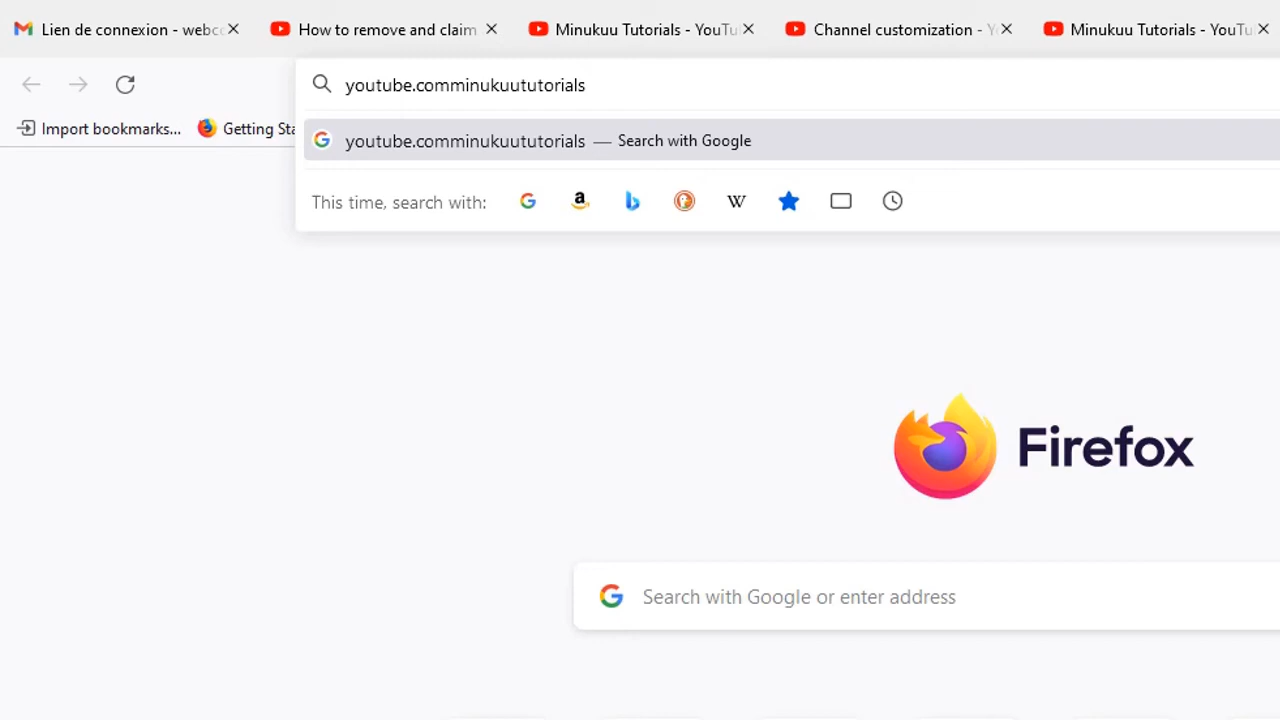 Lien de connexion - webcc
How to remove and claim
Minukuu Tutorials - YouTu
Channel customization - Yo
Minukuu Tutorials - YouTu
youtube.comminukuututorials
Import bookmarks...
Getting Sta
youtube.comminukuututorials — Search with Google
This time, search with:
Firefox
Search with Google or enter address